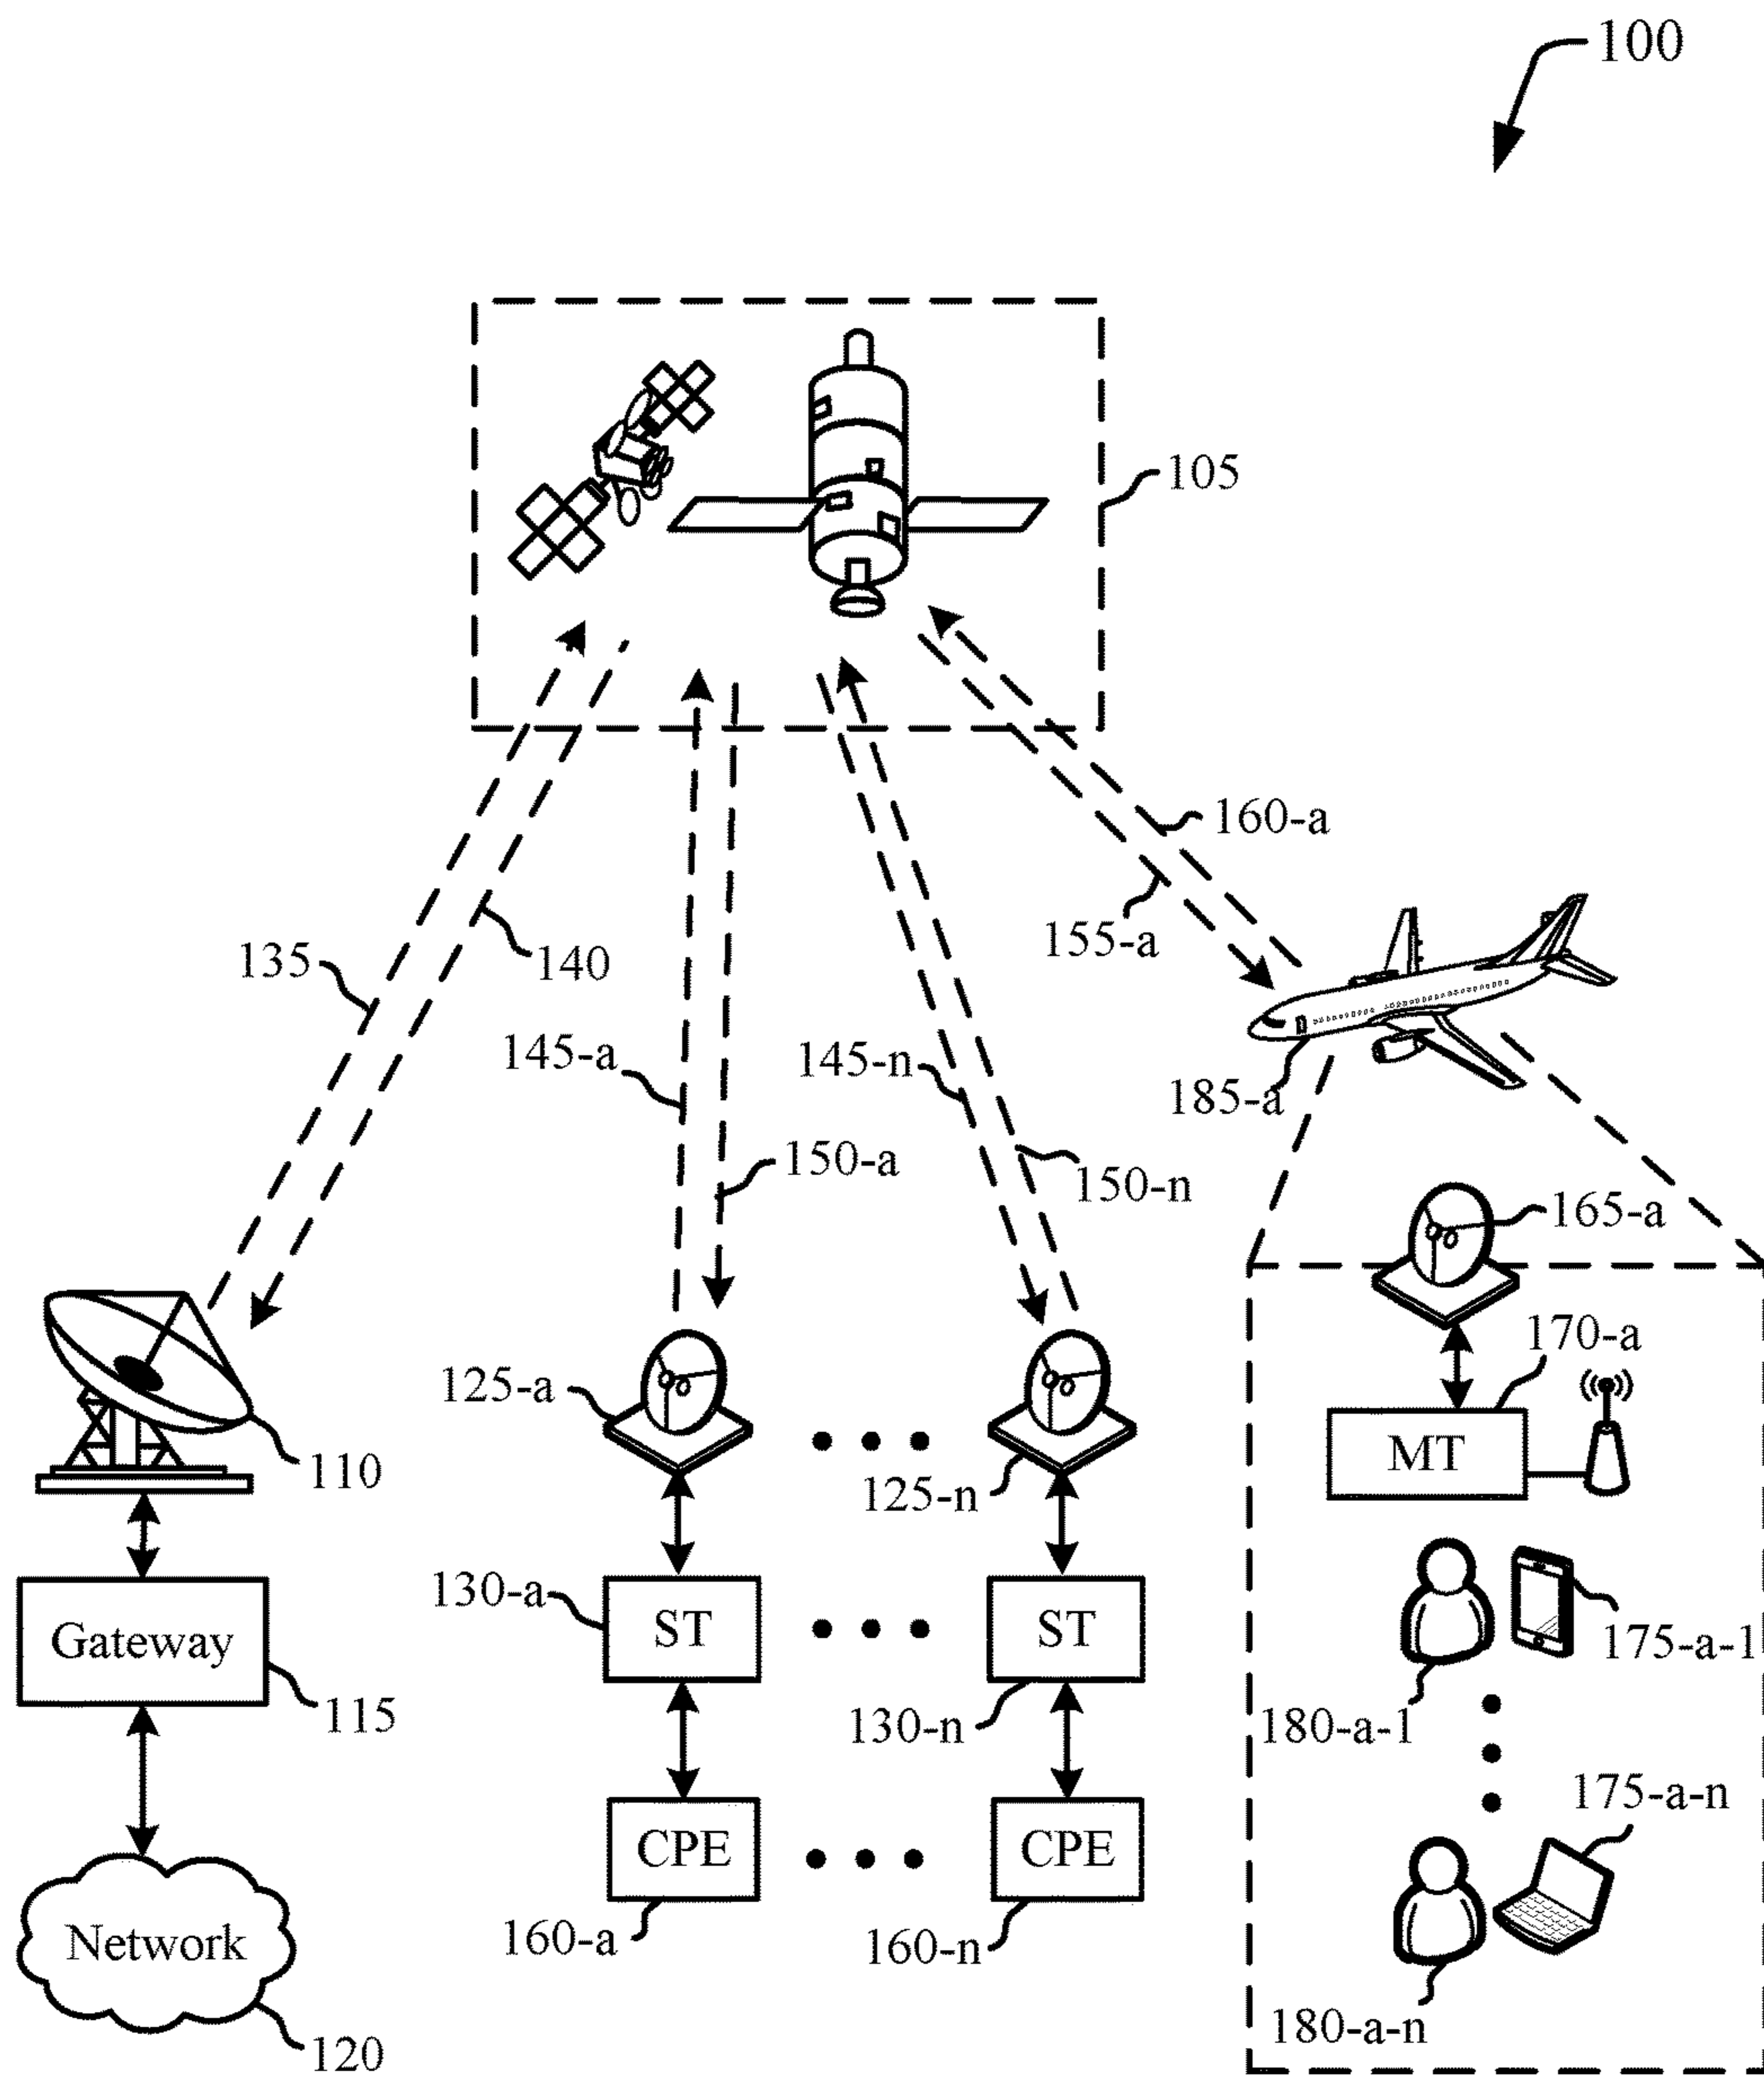 100
105
160-a
155-a
135
140
145-a
145-n
185-a
150-a
150-n
165-a
170-a
125-a
110
125-n
MT
130-a
Gateway
ST
ST
175-a-1
115
130-n
180-a-1
175-a-n
CPE
CPE
160-a
160-n
Network
180-a-n
120